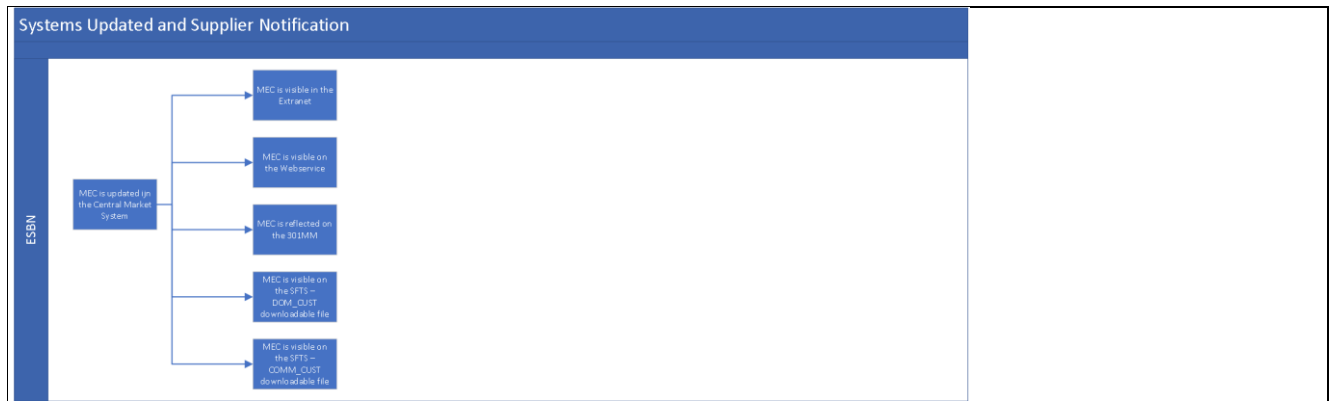 Systems Updated and Supplier Notification
ESBN
MEC is updated ijn
the Central Market
System
MEC is visible in the
Extranet
MEC is visible on
the Webservice
MEC is reflected on
the 301MM
MEC is visible on
the SFTS –
DOM_CUST
downloadable file
MEC is visible on
the SFTS –
COMM_CUST
downloadable file